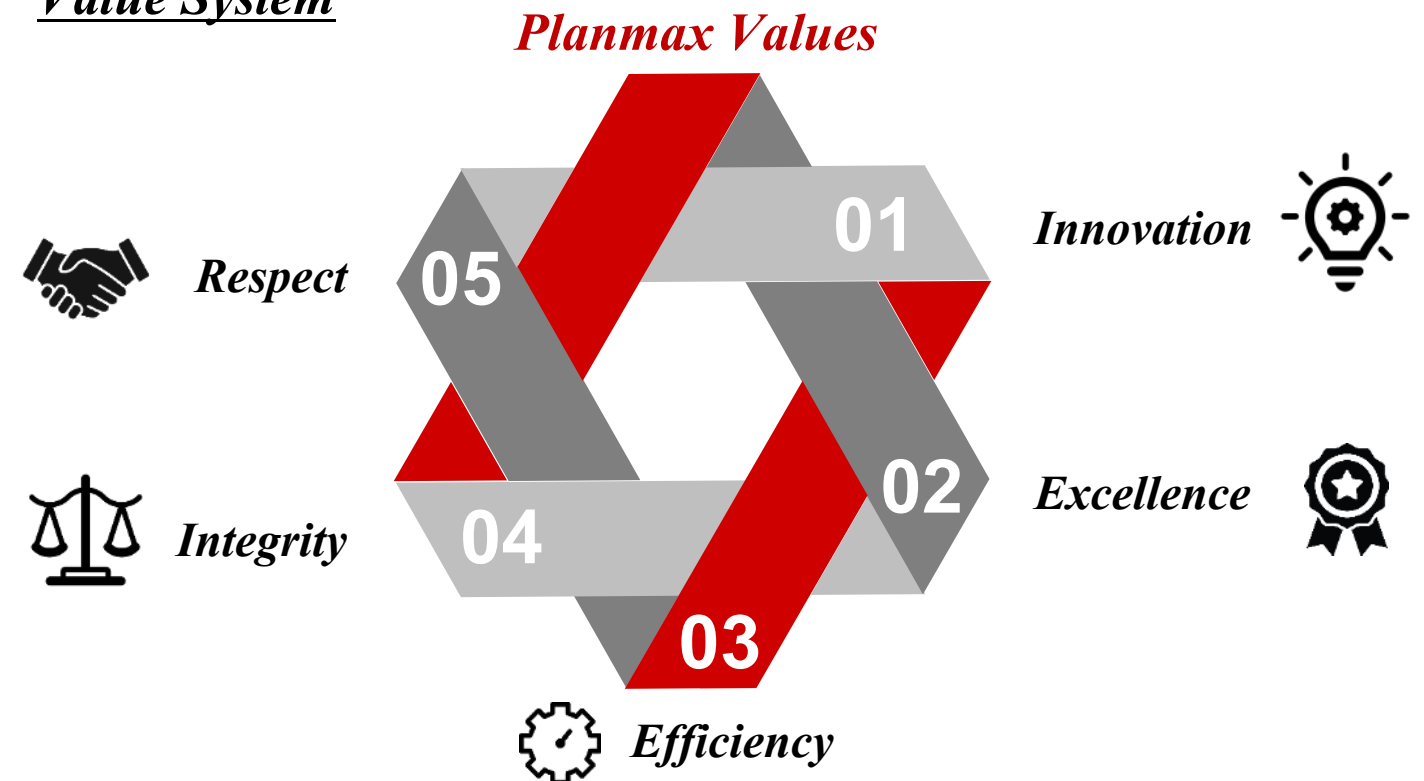 Value System
Planmax Values
01
Innovation
05
Respect
02
Excellence
04
Integrity
03
Efficiency